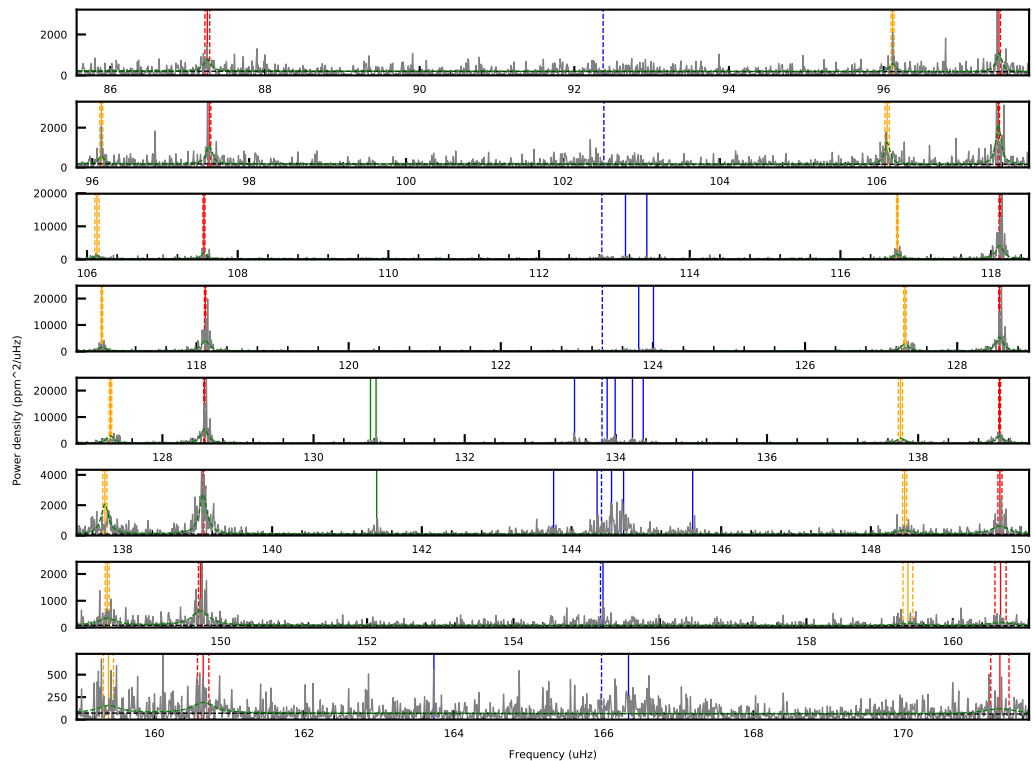 2000
0
86 88 90 92 94 96
2000
0
96 98 100 102 104 106
20000
10000
0
106 108 110 112 114 116 118
20000
10000
0
118 120 122 124 126 128
20000
10000
0
128 130 132 134 136 138
4000
2000
0
138 140 142 144 146 148 150
2000
1000
0
150 152 154 156 158 160
500
250
0
160 162 164 166 168 170
Power density (ppm^2/uHz)
Frequency (uHz)